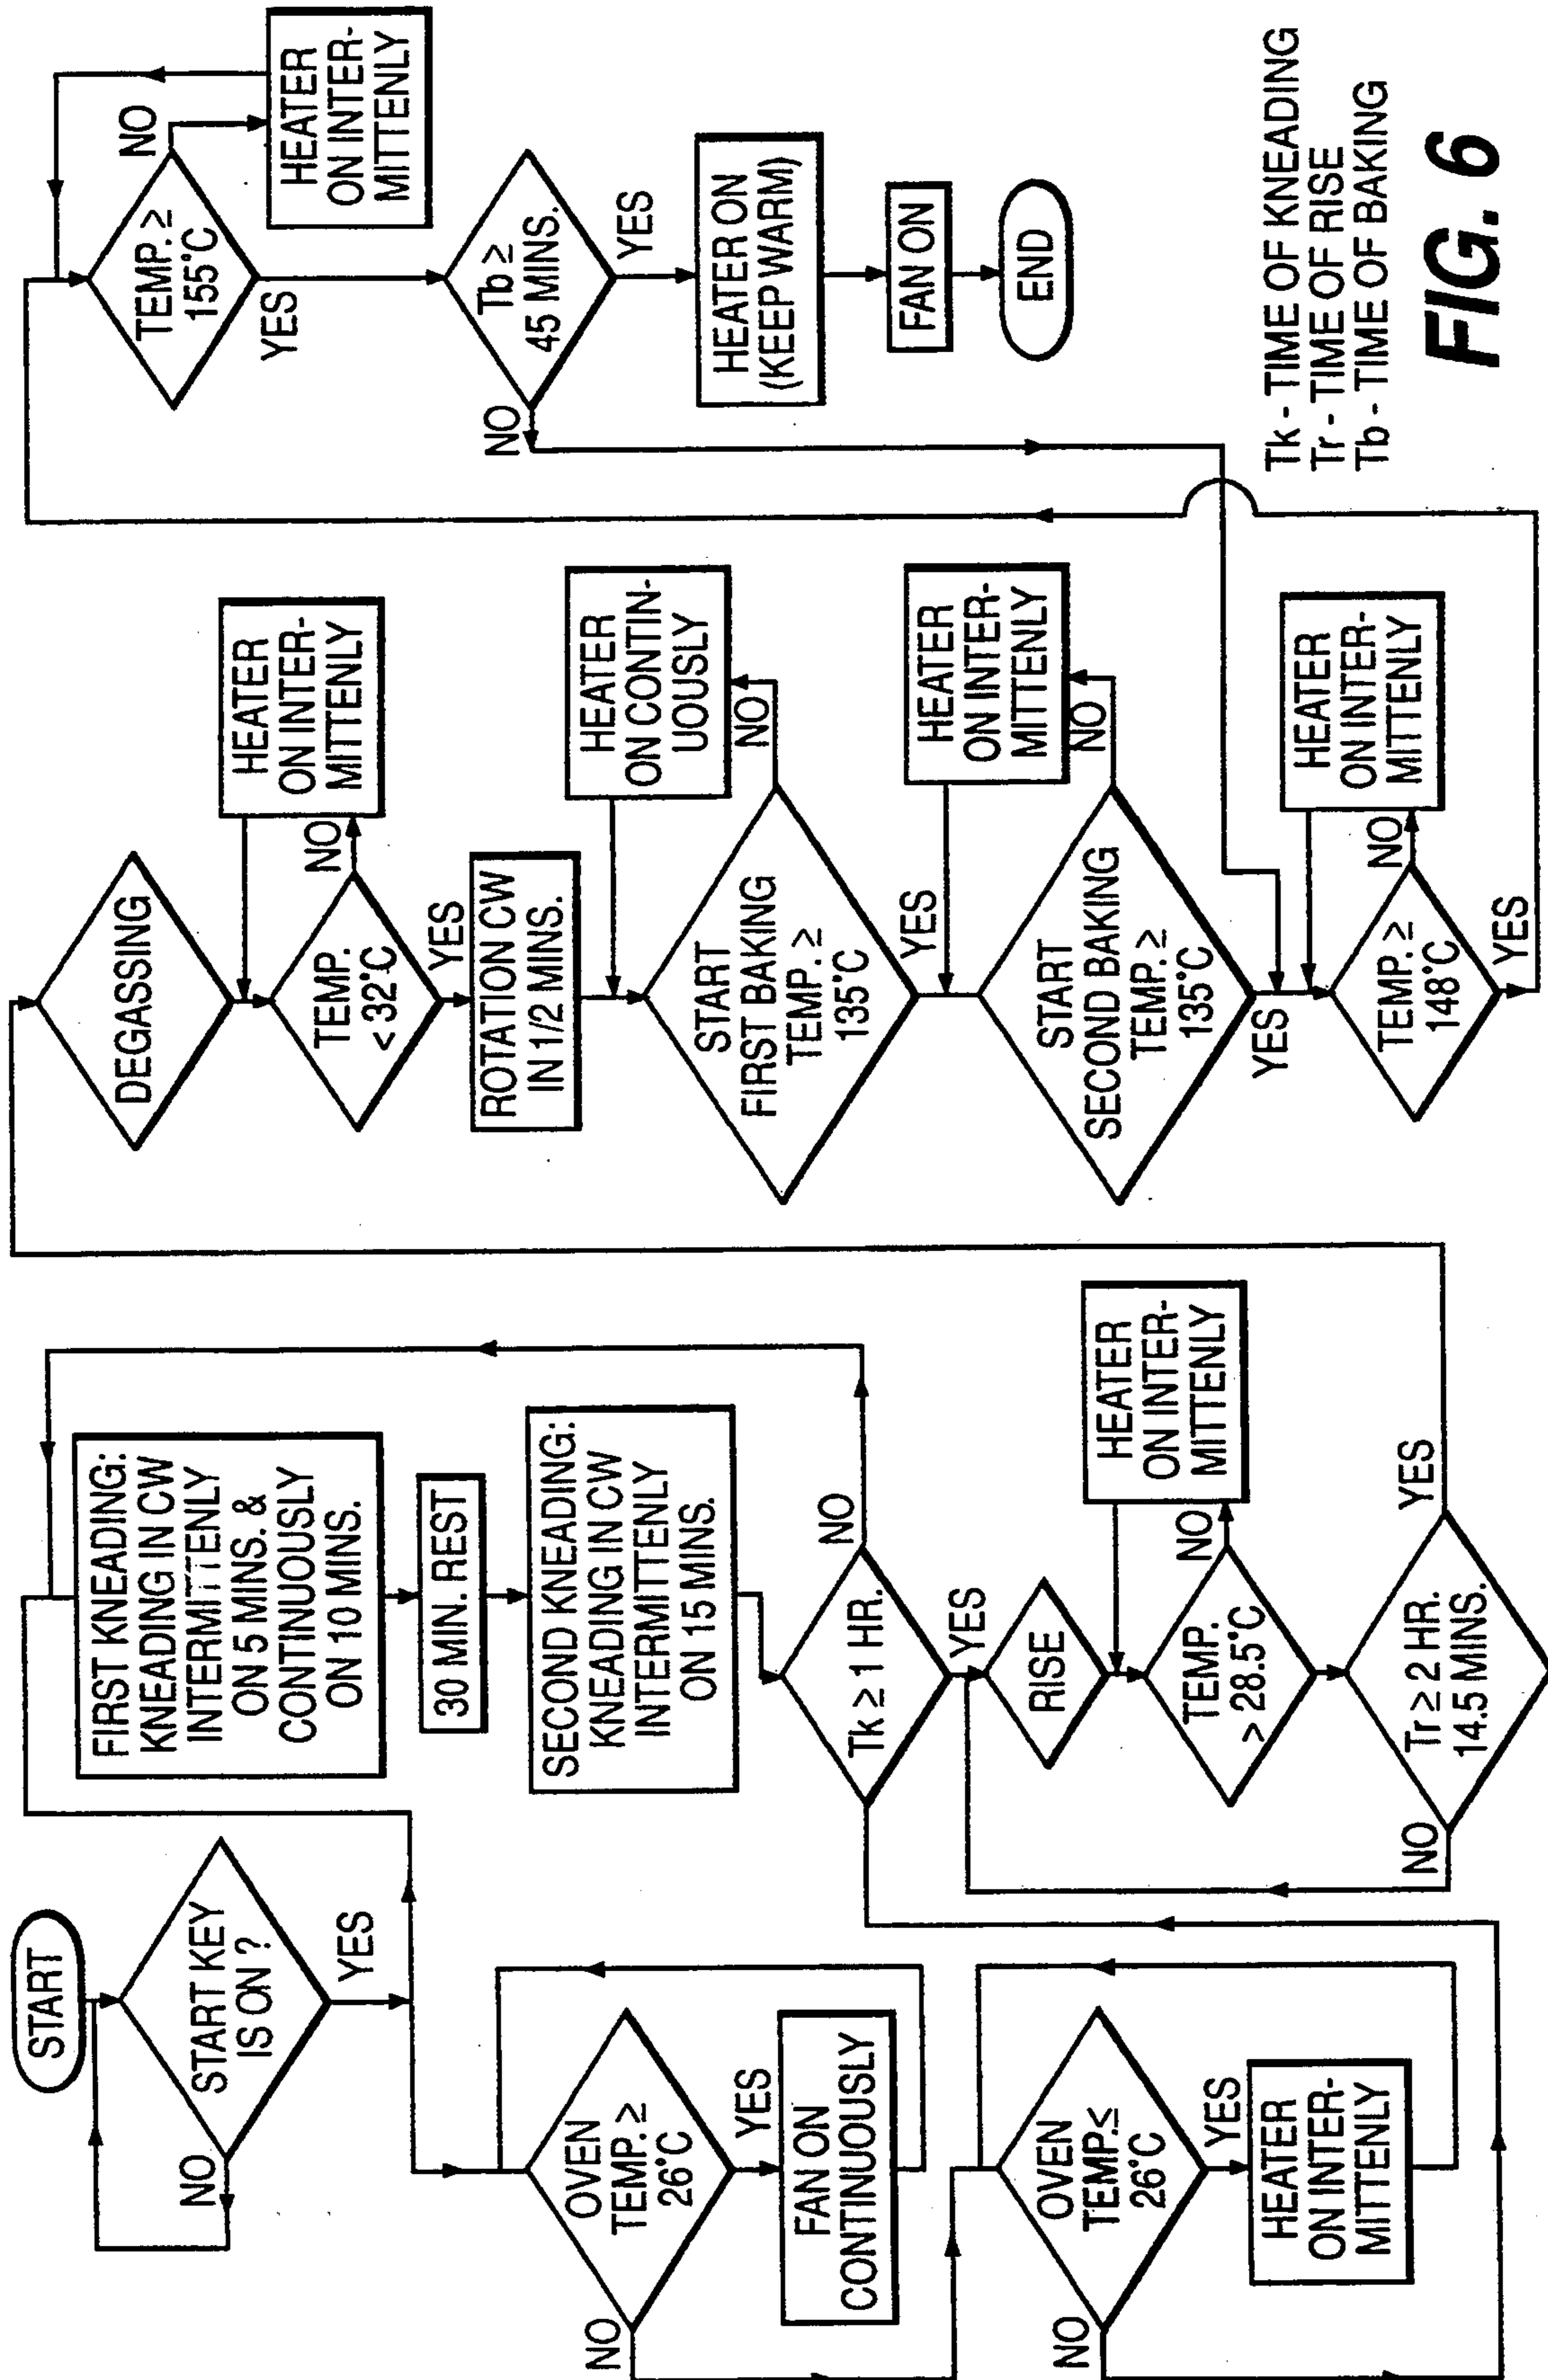 START
START KEY
IS ON ?
NO
YES
OVEN
TEMP. ≥
26°C
NO
YES
FAN ON
CONTINUOUSLY
OVEN
TEMP.≤
26°C
NO
YES
HEATER
ON INTER-
MITTENLY
FIRST KNEADING:
KNEADING IN CW
INTERMITTENLY
ON 5 MINS. &
CONTINUOUSLY
ON 10 MINS.
30 MIN. REST
SECOND KNEADING:
KNEADING IN CW
INTERMITTENLY
ON 15 MINS.
Tk ≥ 1 HR.
NO
YES
RISE
TEMP.
> 28.5°C
NO
HEATER
ON INTER-
MITTENLY
Tr ≥ 2 HR.
14.5 MINS.
NO
YES
DEGASSING
TEMP.
< 32°C
NO
HEATER
ON INTER-
MITTENLY
YES
ROTATION CW
IN 1/2 MINS.
START
FIRST BAKING
TEMP. ≥
135°C
NO
HEATER
ON CONTIN-
UOUSLY
YES
START
SECOND BAKING
TEMP. ≥
135°C
NO
HEATER
ON INTER-
MITTENLY
YES
TEMP. ≥
148°C
NO
HEATER
ON INTER-
MITTENLY
YES
TEMP. ≥
155°C
NO
HEATER
ON INTER-
MITTENLY
YES
Tb ≥
45 MINS.
NO
YES
HEATER ON
(KEEP WARM)
FAN ON
END
Tk - TIME OF KNEADING
Tr - TIME OF RISE
Tb - TIME OF BAKING
FIG. 6